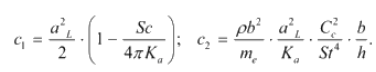 c₁ = a²_L / 2 · (1 − Sc / 4πK_a);   c₂ = ρb² / m_e · a²_L / K_a · C²_c / St⁴ · b / h.